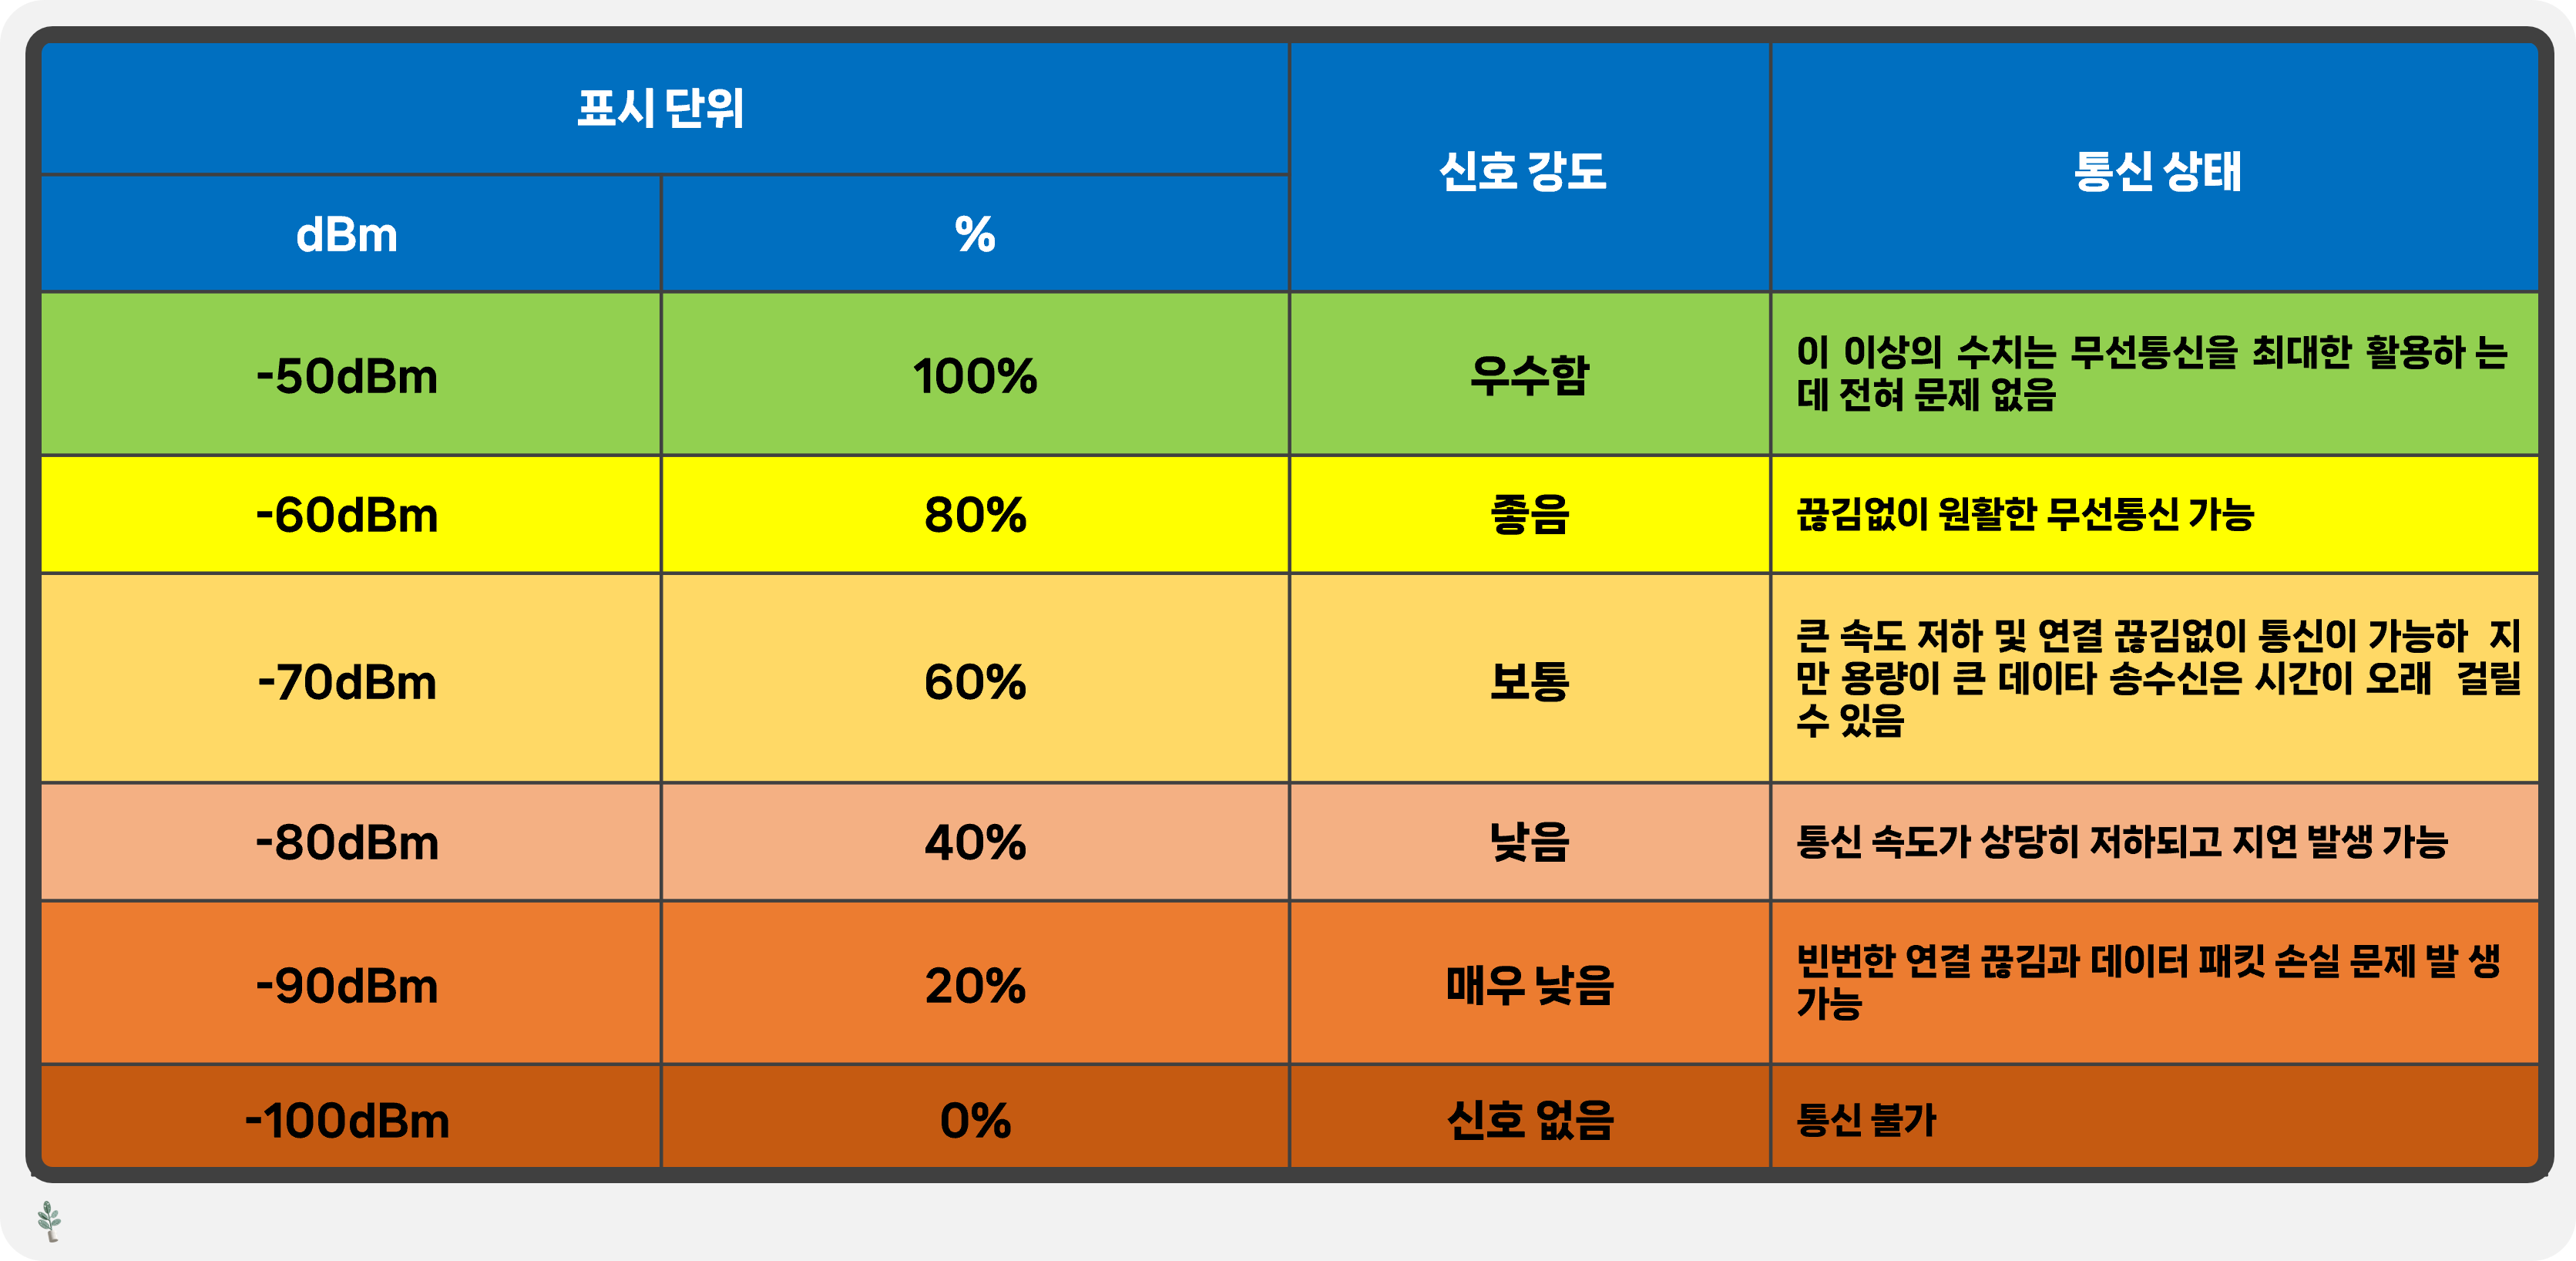 표시 단위
신호 강도
통신 상태
dBm
%
-50dBm
100%
우수함
이 이상의 수치는 무선통신을 최대한 활용하 는
데 전혀 문제 없음
-60dBm
80%
좋음
끊김없이 원활한 무선통신 가능
-70dBm
60%
보통
큰 속도 저하 및 연결 끊김없이 통신이 가능하 지
만 용량이 큰 데이타 송수신은 시간이 오래 걸릴
수 있음
-80dBm
40%
낮음
통신 속도가 상당히 저하되고 지연 발생 가능
-90dBm
20%
매우 낮음
빈번한 연결 끊김과 데이터 패킷 손실 문제 발 생
가능
-100dBm
0%
신호 없음
통신 불가